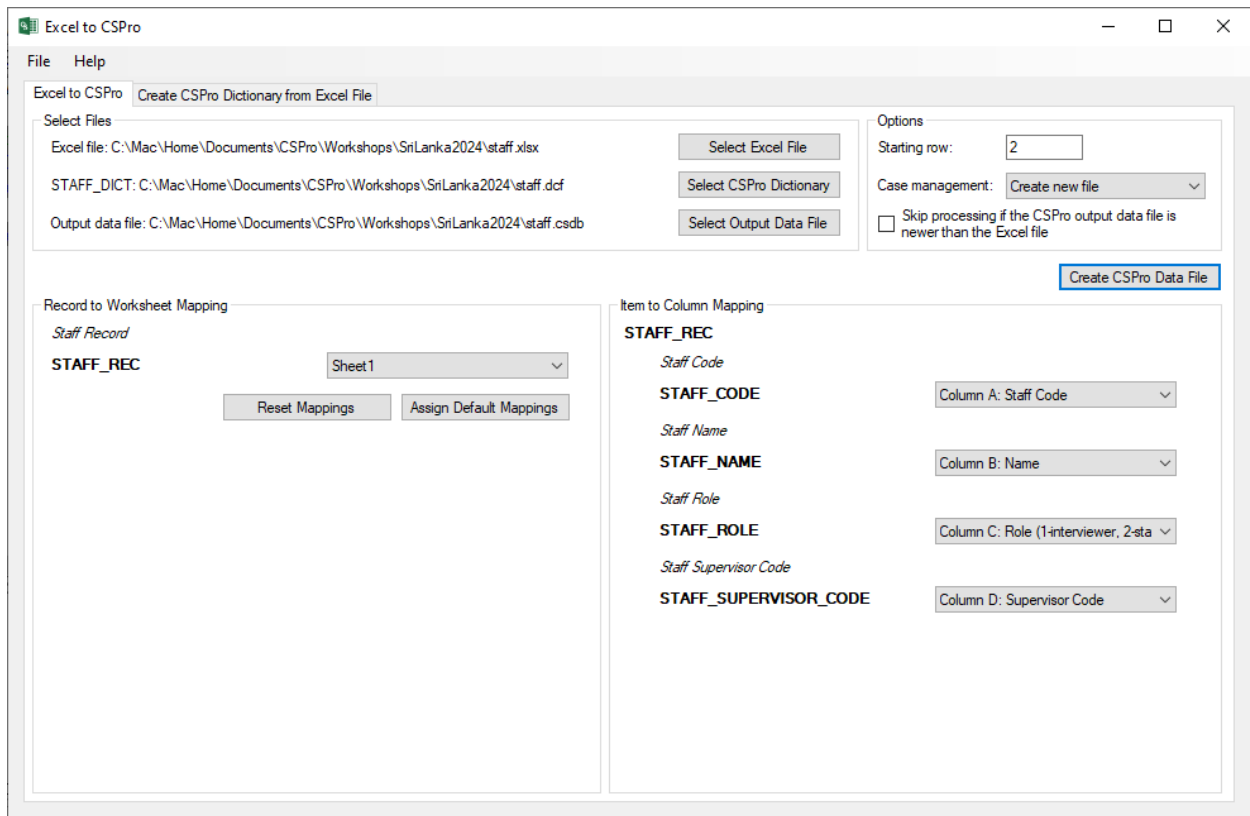 Excel to CSPro
File Help
Excel to CSPro Create CSPro Dictionary from Excel File
Select Files
Excel file: C:\Mac\Home\Documents\CSPro\Workshops\SriLanka2024\staff.xlsx Select Excel File
STAFF_DICT: C:\Mac\Home\Documents\CSPro\Workshops\SriLanka2024\staff.dcf Select CSPro Dictionary
Output data file: C:\Mac\Home\Documents\CSPro\Workshops\SriLanka2024\staff.csdb Select Output Data File
Options
Starting row: 2
Case management: Create new file
Skip processing if the CSPro output data file is
newer than the Excel file
Create CSPro Data File
Record to Worksheet Mapping
Staff Record
STAFF_REC Sheet1
Reset Mappings Assign Default Mappings
Item to Column Mapping
STAFF_REC
Staff Code
STAFF_CODE Column A: Staff Code
Staff Name
STAFF_NAME Column B: Name
Staff Role
STAFF_ROLE Column C: Role (1-interviewer, 2-sta
Staff Supervisor Code
STAFF_SUPERVISOR_CODE Column D: Supervisor Code